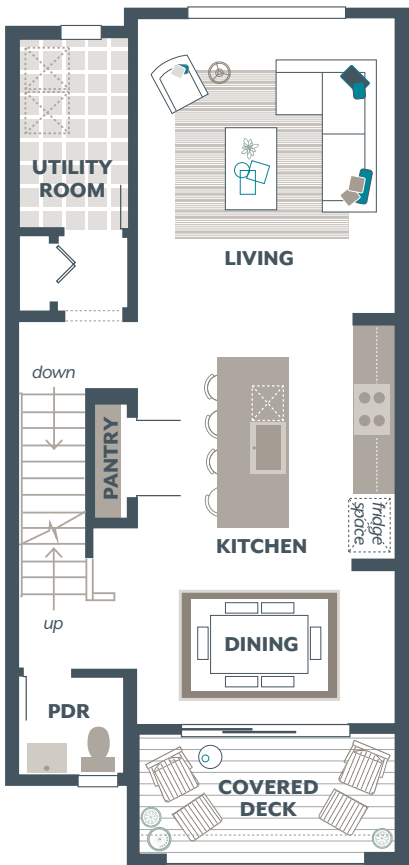 UTILITY
ROOM
LIVING
down
PANTRY
fridge
space
KITCHEN
up
DINING
PDR
COVERED
DECK